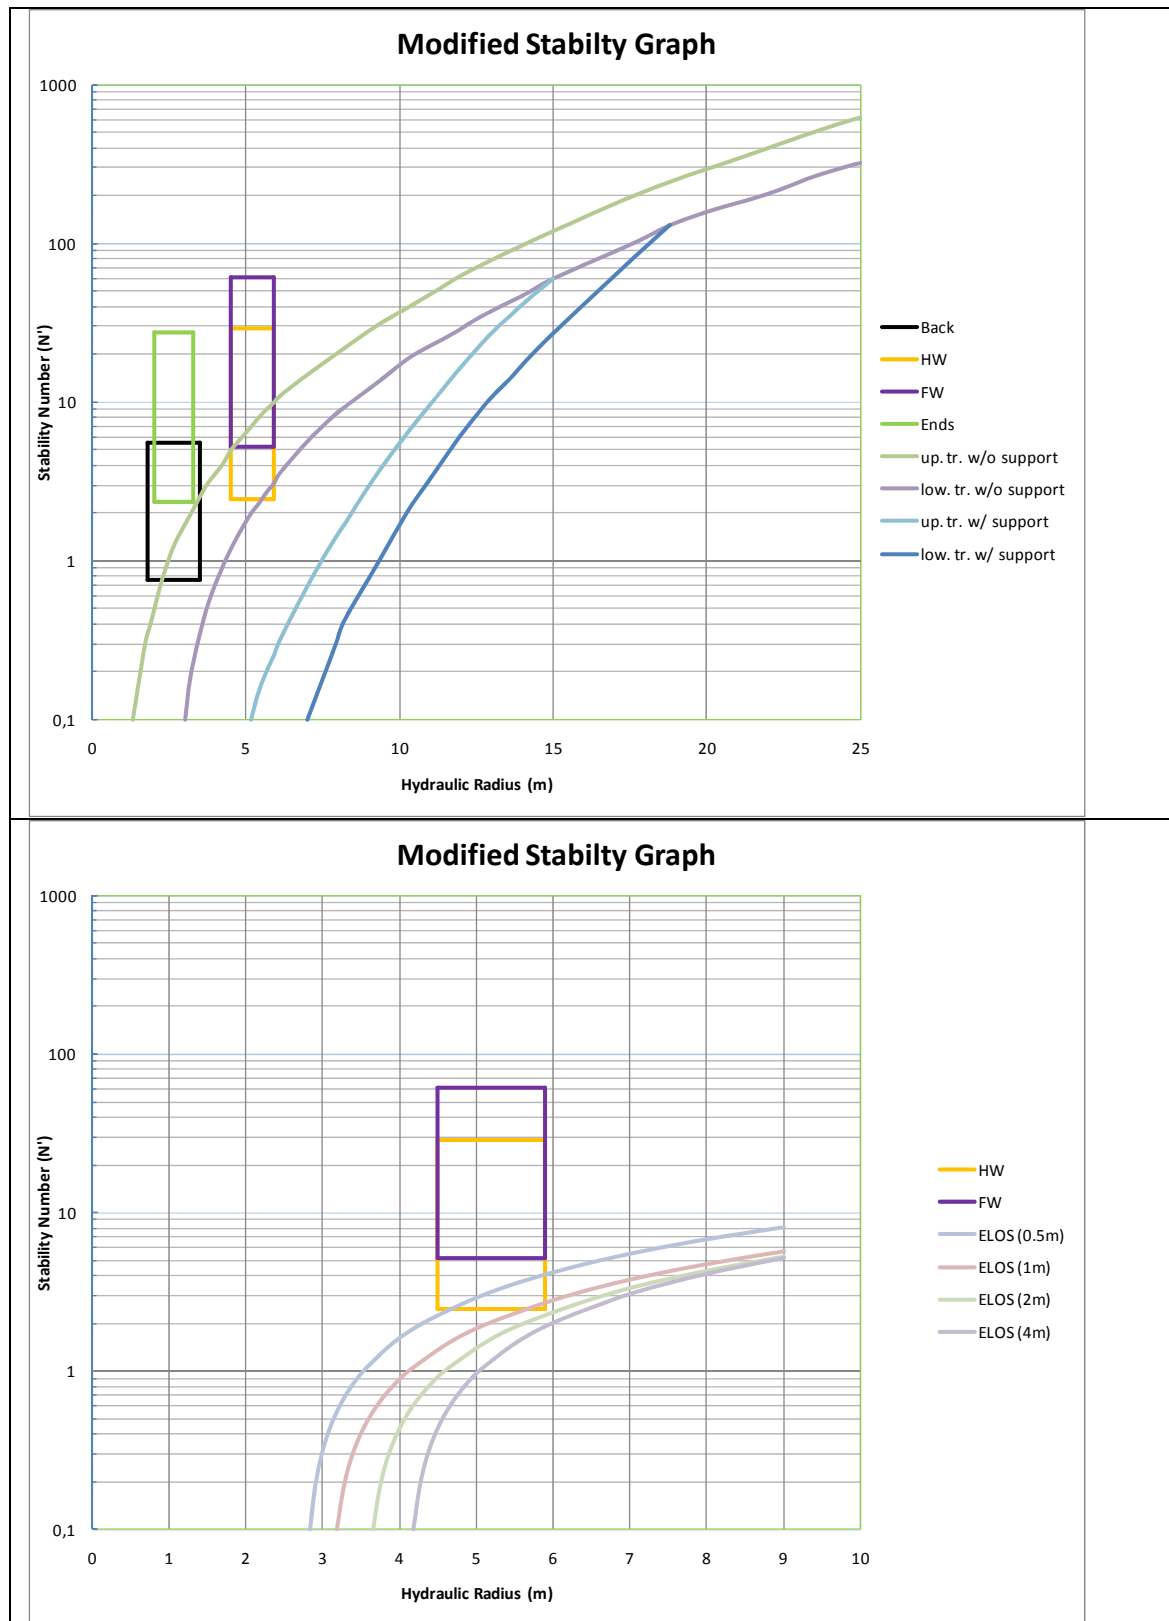 Modified Stabilty Graph
1000
100
10
1
0,1
Stability Number (N')
0
5
10
15
20
25
Hydraulic Radius (m)
Back
HW
FW
Ends
up. tr. w/o support
low. tr. w/o support
up. tr. w/ support
low. tr. w/ support
Modified Stabilty Graph
1000
100
10
1
0,1
Stability Number (N')
0
1
2
3
4
5
6
7
8
9
10
Hydraulic Radius (m)
HW
FW
ELOS (0.5m)
ELOS (1m)
ELOS (2m)
ELOS (4m)